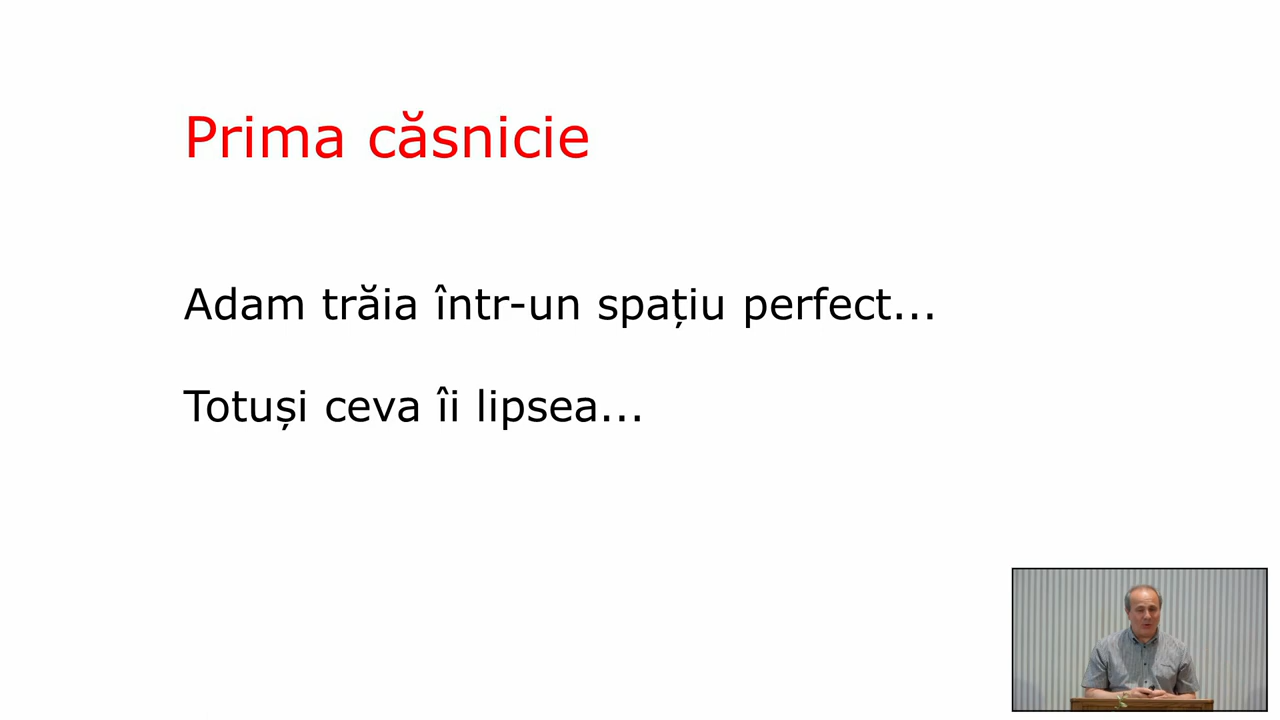 Prima căsnicie
Adam trăia într-un spațiu perfect...
Totuși ceva îi lipsea...